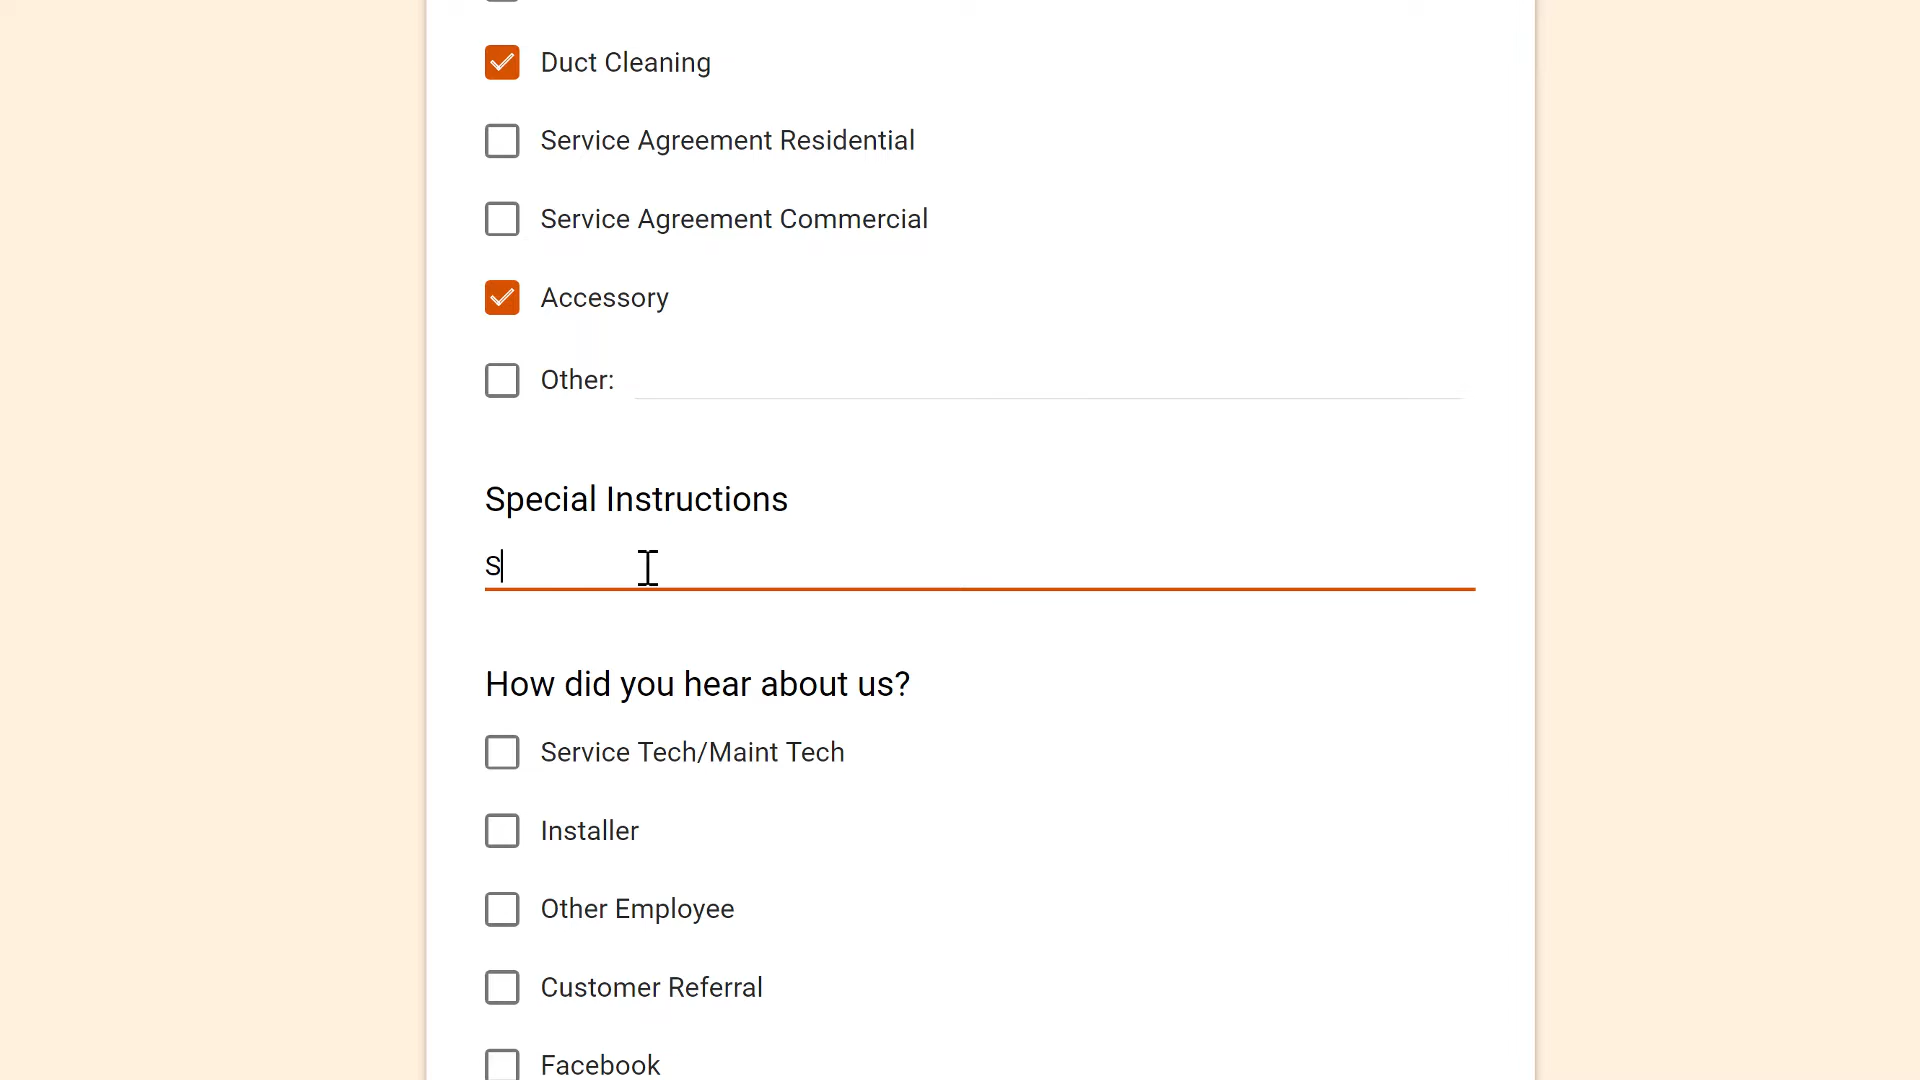 Duct Cleaning
Service Agreement Residential
Service Agreement Commercial
Accessory
Other:
Special Instructions
S
How did you hear about us?
Service Tech/Maint Tech
Installer
Other Employee
Customer Referral
Facebook